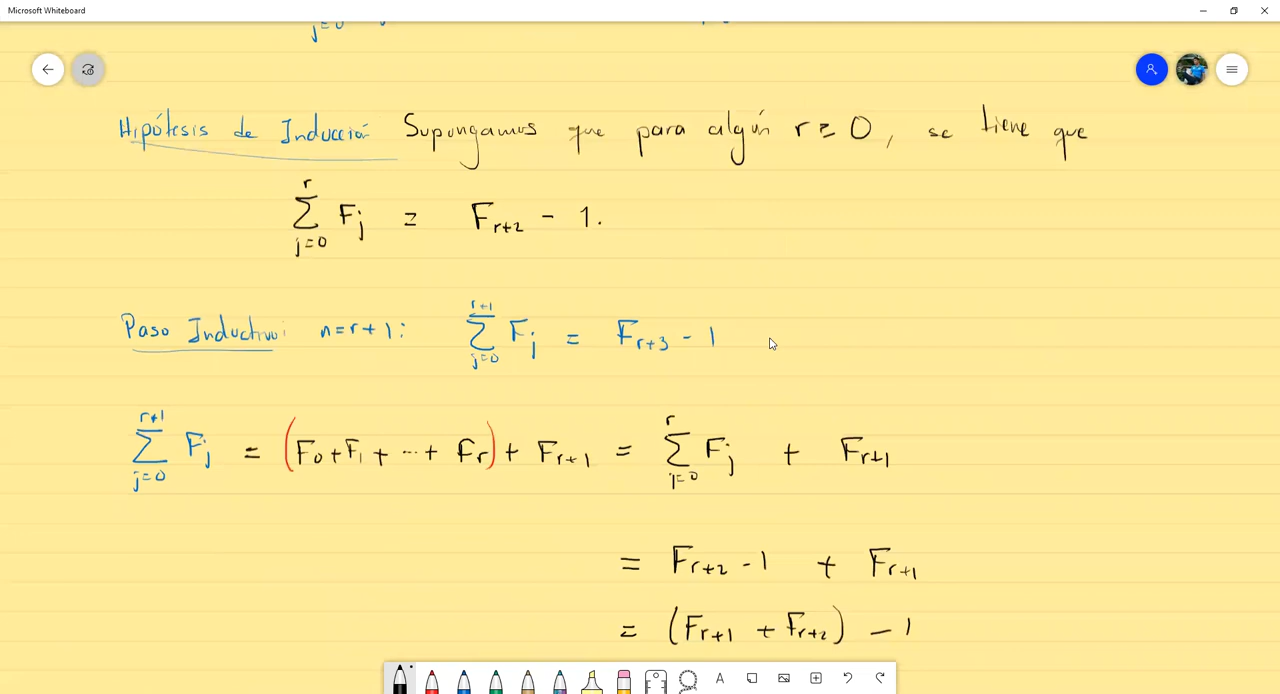 Microsoft Whiteboard
j=0
Hipótesis de Inducción Supongamos que para algún r ≥ 0, se tiene que
∑_{j=0}^{r} F_j = F_{r+2} - 1.
Paso Inductivo: n=r+1: ∑_{j=0}^{r+1} F_j = F_{r+3} - 1
∑_{j=0}^{r+1} F_j = (F_0 + F_1 + ... + F_r) + F_{r+1} = ∑_{j=0}^{r} F_j + F_{r+1}
= F_{r+2} - 1 + F_{r+1}
= (F_{r+1} + F_{r+2}) - 1
A